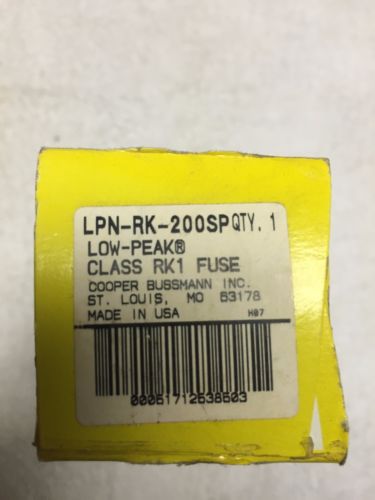 LPN-RK-200SP QTY. 1
LOW-PEAK®
CLASS RK1 FUSE
COOPER BUSSMANN INC.
ST. LOUIS, MO 63178
MADE IN USA H07
00051712538503